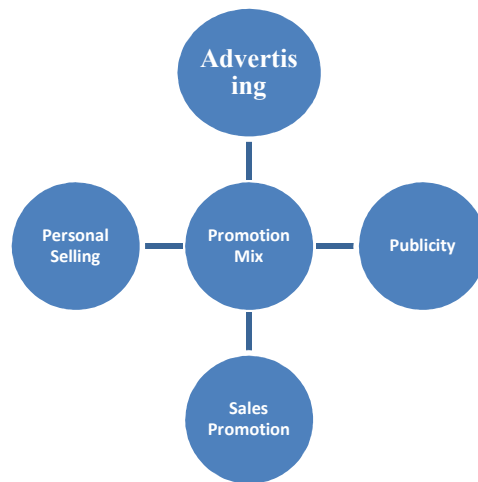 Advertis
ing
Personal
Selling
Promotion
Mix
Publicity
Sales
Promotion